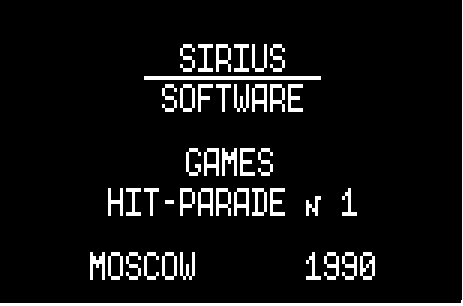 SIRIUS
SOFTWARE
GAMES
HIT-PARADE № 1
MOSCOW 1990